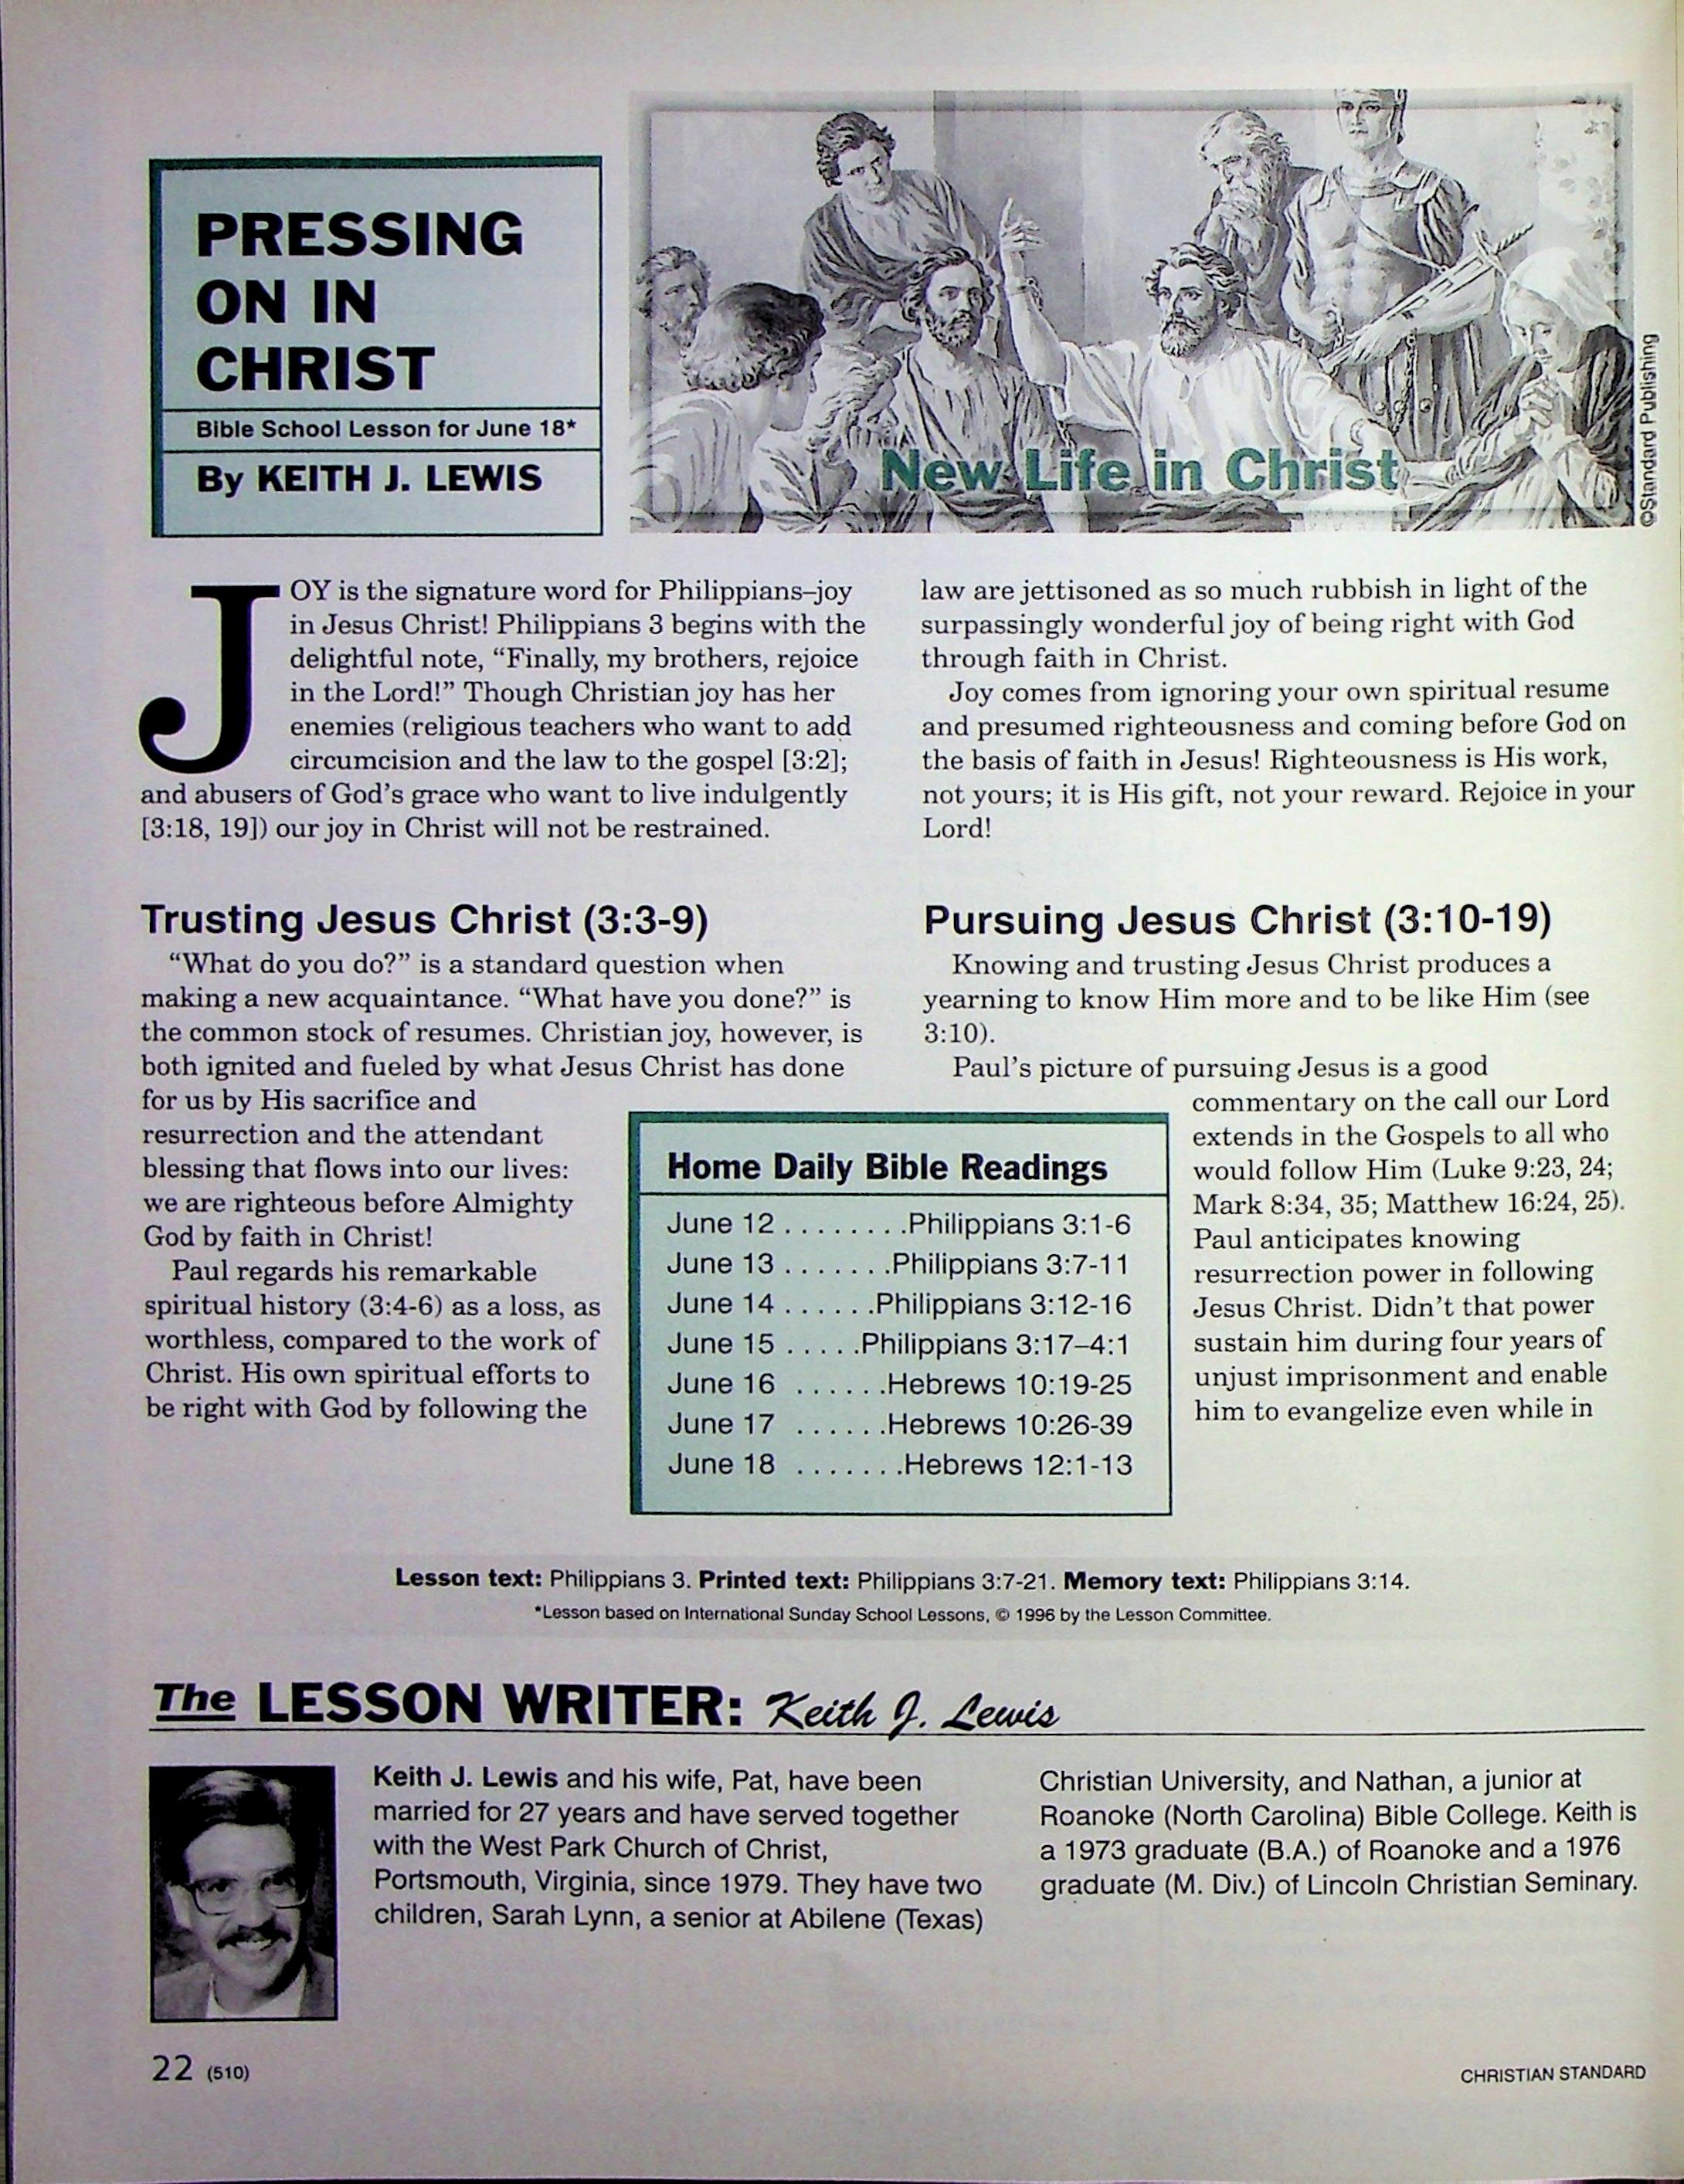 PRESSING
ON IN
CHRIST
Bible School Lesson for June 18*
By KEITH J. LEWIS
New Life in Christ
©Standard Publishing
JOY is the signature word for Philippians–joy
in Jesus Christ! Philippians 3 begins with the
delightful note, “Finally, my brothers, rejoice
in the Lord!” Though Christian joy has her
enemies (religious teachers who want to add
circumcision and the law to the gospel [3:2];
and abusers of God’s grace who want to live indulgently
[3:18, 19]) our joy in Christ will not be restrained.
Trusting Jesus Christ (3:3-9)
“What do you do?” is a standard question when
making a new acquaintance. “What have you done?” is
the common stock of resumes. Christian joy, however, is
both ignited and fueled by what Jesus Christ has done
for us by His sacrifice and
resurrection and the attendant
blessing that flows into our lives:
we are righteous before Almighty
God by faith in Christ!
Paul regards his remarkable
spiritual history (3:4-6) as a loss, as
worthless, compared to the work of
Christ. His own spiritual efforts to
be right with God by following the
law are jettisoned as so much rubbish in light of the
surpassingly wonderful joy of being right with God
through faith in Christ.
Joy comes from ignoring your own spiritual resume
and presumed righteousness and coming before God on
the basis of faith in Jesus! Righteousness is His work,
not yours; it is His gift, not your reward. Rejoice in your
Lord!
Pursuing Jesus Christ (3:10-19)
Knowing and trusting Jesus Christ produces a
yearning to know Him more and to be like Him (see
3:10).
Paul’s picture of pursuing Jesus is a good
commentary on the call our Lord
extends in the Gospels to all who
would follow Him (Luke 9:23, 24;
Mark 8:34, 35; Matthew 16:24, 25).
Paul anticipates knowing
resurrection power in following
Jesus Christ. Didn’t that power
sustain him during four years of
unjust imprisonment and enable
him to evangelize even while in
Home Daily Bible Readings
June 12 . . . . . . . .Philippians 3:1-6
June 13 . . . . . . .Philippians 3:7-11
June 14 . . . . . .Philippians 3:12-16
June 15 . . . . .Philippians 3:17–4:1
June 16 . . . . . .Hebrews 10:19-25
June 17 . . . . . .Hebrews 10:26-39
June 18 . . . . . . .Hebrews 12:1-13
Lesson text: Philippians 3. Printed text: Philippians 3:7-21. Memory text: Philippians 3:14.
*Lesson based on International Sunday School Lessons, © 1996 by the Lesson Committee.
The LESSON WRITER: Keith J. Lewis
Keith J. Lewis and his wife, Pat, have been
married for 27 years and have served together
with the West Park Church of Christ,
Portsmouth, Virginia, since 1979. They have two
children, Sarah Lynn, a senior at Abilene (Texas)
Christian University, and Nathan, a junior at
Roanoke (North Carolina) Bible College. Keith is
a 1973 graduate (B.A.) of Roanoke and a 1976
graduate (M. Div.) of Lincoln Christian Seminary.
22 (510)
CHRISTIAN STANDARD